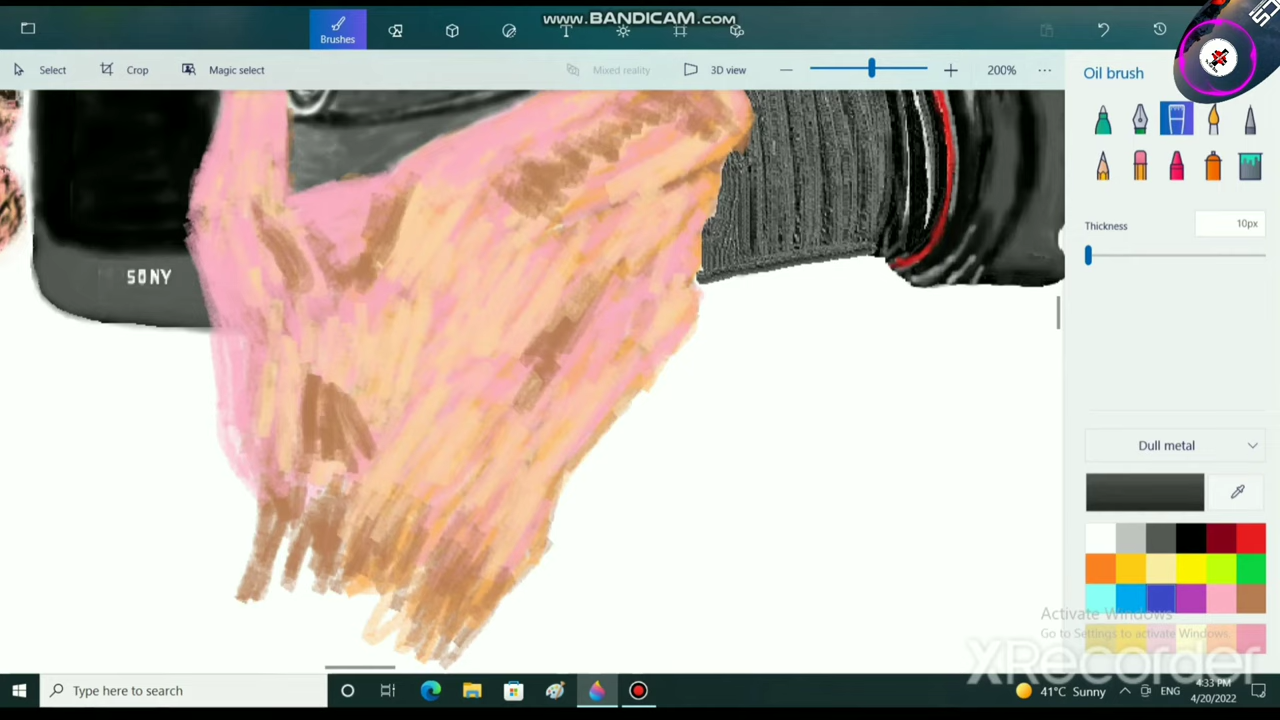 www.BANDICAM.com
Brushes
Select
Crop
Magic select
Mixed reality
3D view
200%
Oil brush
Thickness
10px
SONY
Dull metal
Activate Windows
Go to Settings to activate Windows.
XRecorder
Type here to search
41°C Sunny
ENG
4:33 PM
4/20/2022